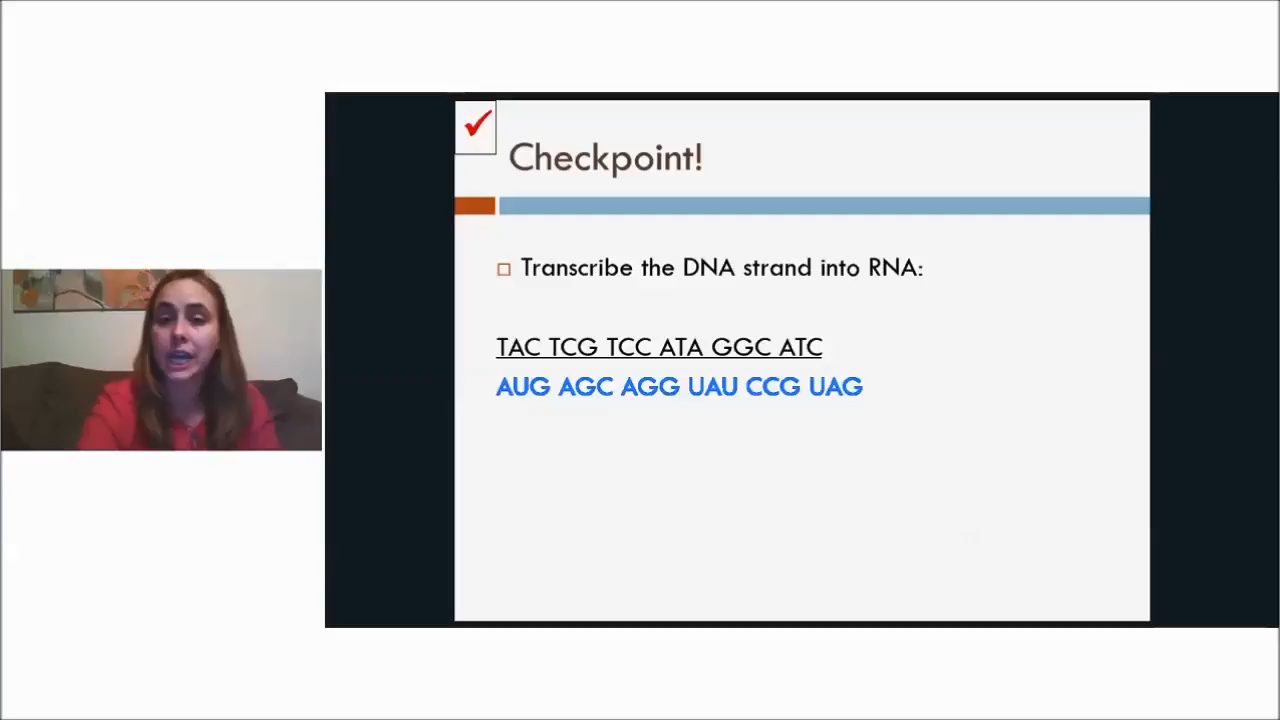 Checkpoint!
Transcribe the DNA strand into RNA:
TAC TCG TCC ATA GGC ATC
AUG AGC AGG UAU CCG UAG